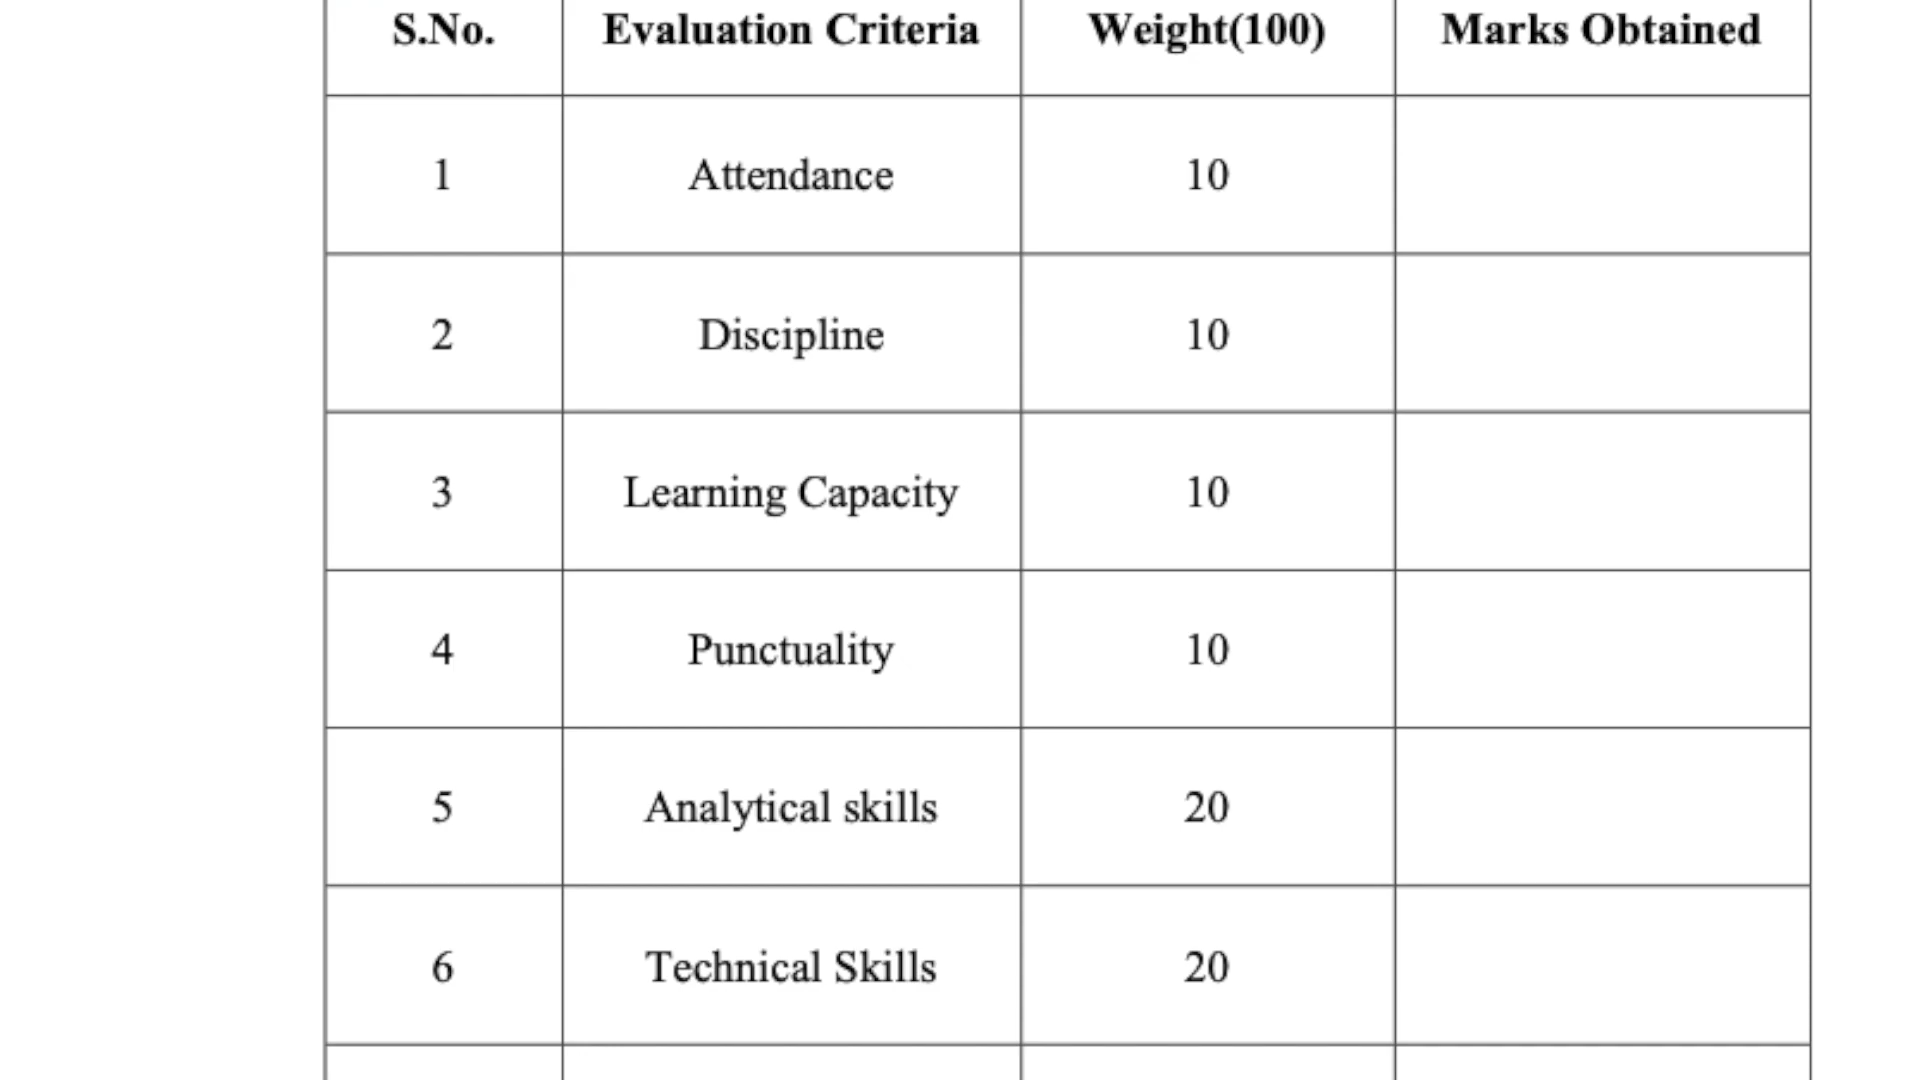 S.No. Evaluation Criteria Weight(100) Marks Obtained
1 Attendance 10
2 Discipline 10
3 Learning Capacity 10
4 Punctuality 10
5 Analytical skills 20
6 Technical Skills 20